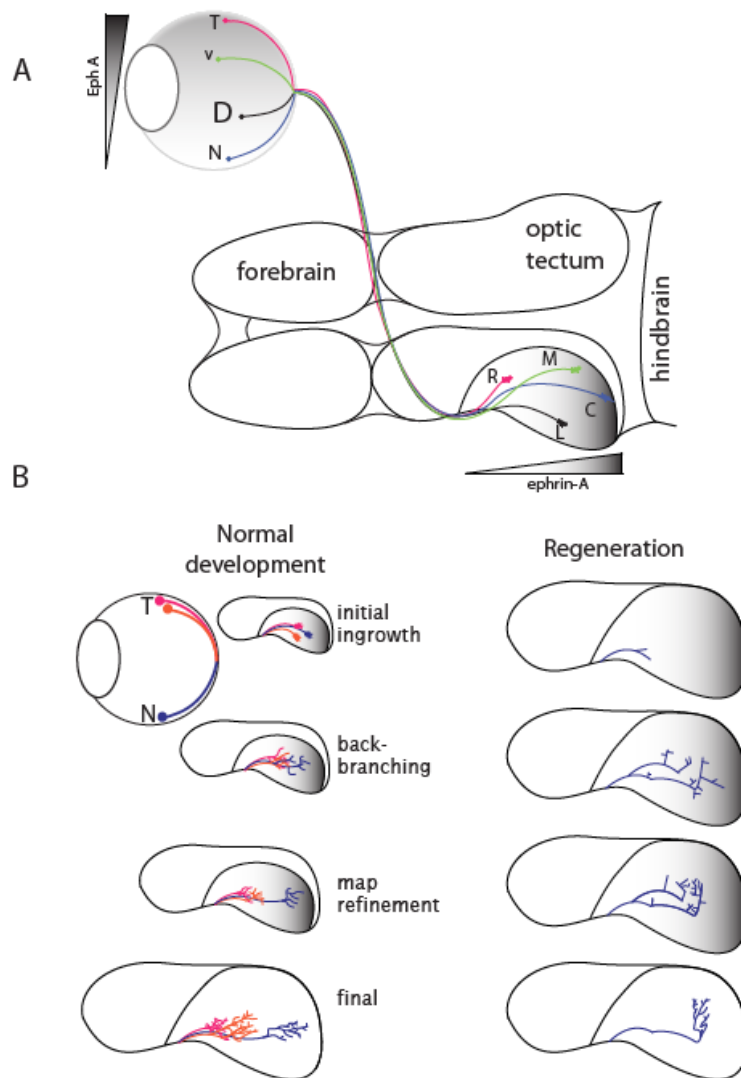 A
Eph A
T
v
D
N
forebrain
optic
tectum
hindbrain
R
M
C
L
ephrin-A
B
Normal
development
Regeneration
T
N
initial
ingrowth
back-
branching
map
refinement
final